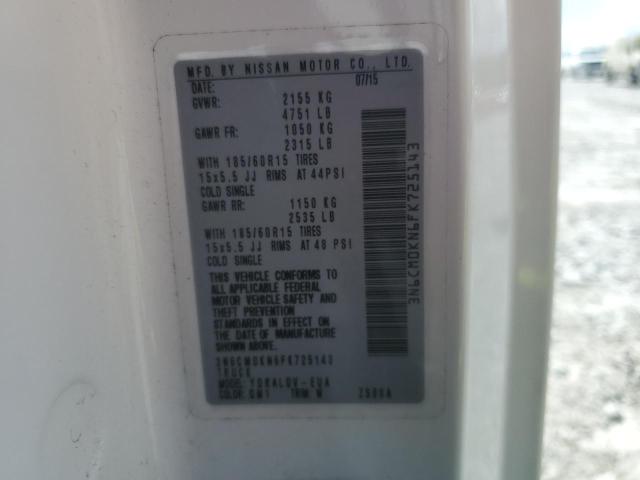 MFD. BY NISSAN MOTOR CO., LTD.
DATE: 07/15
GVWR: 2155 KG
4751 LB
GAWR FR: 1050 KG
2315 LB
WITH 185/60R15 TIRES
15x5.5 JJ RIMS AT 44PSI
COLD SINGLE
GAWR RR: 1150 KG
2535 LB
WITH 185/60R15 TIRES
15x5.5 JJ RIMS AT 48 PSI
COLD SINGLE
THIS VEHICLE CONFORMS TO
ALL APPLICABLE FEDERAL
MOTOR VEHICLE SAFETY AND
THEFT PREVENTION
STANDARDS IN EFFECT ON
THE DATE OF MANUFACTURE
SHOWN ABOVE.
3N6CM0KN6FK725143
TRUCK
MODEL:
COLOR: QM1 TRIM: W
3N6CM0KN6FK725143